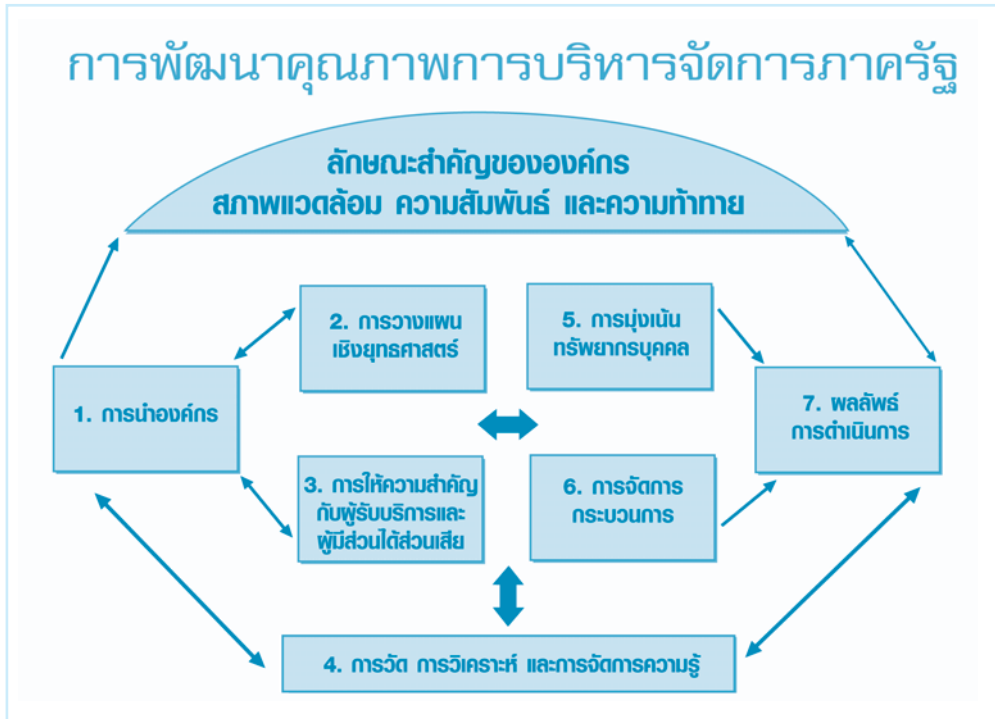 การพัฒนาคุณภาพการบริหารจัดการภาครัฐ
ลักษณะสำคัญขององค์กร
สภาพแวดล้อม ความสัมพันธ์ และความท้าทาย
2. การวางแผน
เชิงยุทธศาสตร์
5. การมุ่งเน้น
ทรัพยากรบุคคล
1. การนำองค์กร
7. ผลลัพธ์
การดำเนินการ
3. การให้ความสำคัญ
กับผู้รับบริการและ
ผู้มีส่วนได้ส่วนเสีย
6. การจัดการ
กระบวนการ
4. การวัด การวิเคราะห์ และการจัดการความรู้